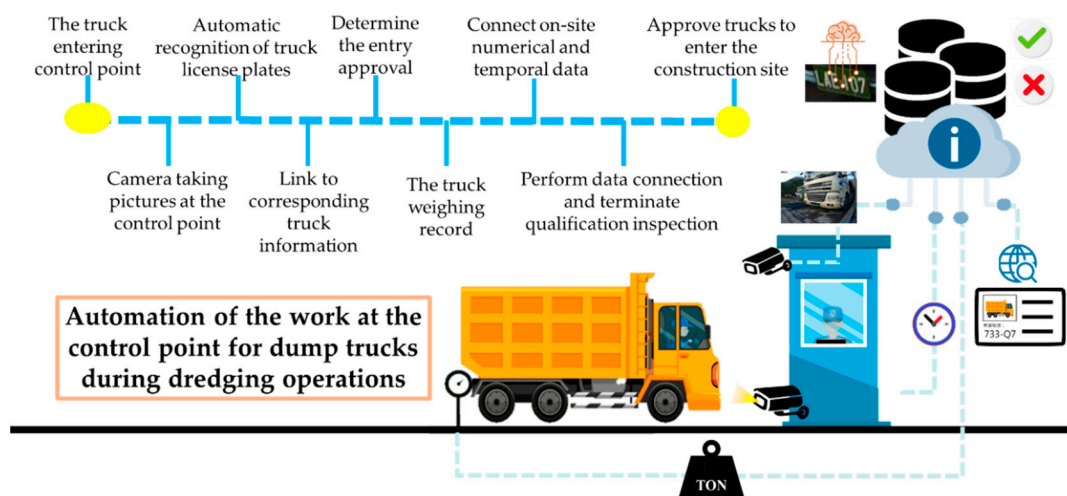 The truck
entering
control point
Automatic
recognition of truck
license plates
Determine
the entry
approval
Connect on-site
numerical and
temporal data
Approve trucks to
enter the
construction site
Camera taking
pictures at the
control point
Link to
corresponding
truck
information
The truck
weighing
record
Perform data connection
and terminate
qualification inspection
Automation of the work at the
control point for dump trucks
during dredging operations
i
733-Q7
TON